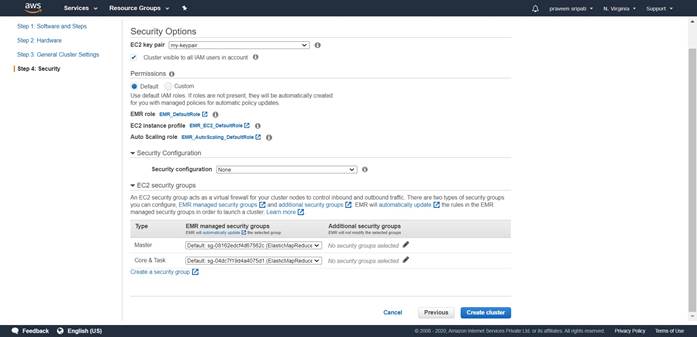 aws Services Resource Groups praveen sripati N. Virginia Support
Step 1: Software and Steps
Step 2: Hardware
Step 3: General Cluster Settings
Step 4: Security
Security Options
EC2 key pair my-keypair
Cluster visible to all IAM users in account
Permissions
Default Custom
Use default IAM roles. If roles are not present, they will be automatically created
for you with managed policies for automatic policy updates.
EMR role EMR_DefaultRole
EC2 instance profile EMR_EC2_DefaultRole
Auto Scaling role EMR_AutoScaling_DefaultRole
Security Configuration
Security configuration None
EC2 security groups
An EC2 security group acts as a virtual firewall for your cluster nodes to control inbound and outbound traffic. There are two types of security groups
you can configure, EMR managed security groups and additional security groups. EMR will automatically update the rules in the EMR
managed security groups in order to launch a cluster. Learn more
Type EMR managed security groups Additional security groups
EMR will automatically update the selected group EMR will not modify the selected groups
Master Default: sg-08162edcf4d67562c (ElasticMapReduce No security groups selected
Core & Task Default: sg-04dc7f19d4a4075d1 (ElasticMapReduce No security groups selected
Create a security group
Cancel Previous Create cluster
Feedback English (US) © 2008 - 2020, Amazon Internet Services Private Ltd. or its affiliates. All rights reserved. Privacy Policy Terms of Use